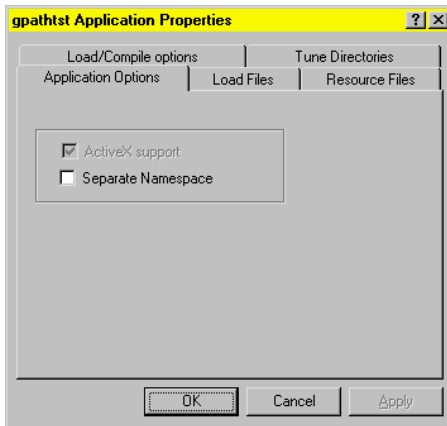 gpathtst Application Properties
Load/Compile options
Tune Directories
Application Options
Load Files
Resource Files
ActiveX support
Separate Namespace
OK
Cancel
Apply